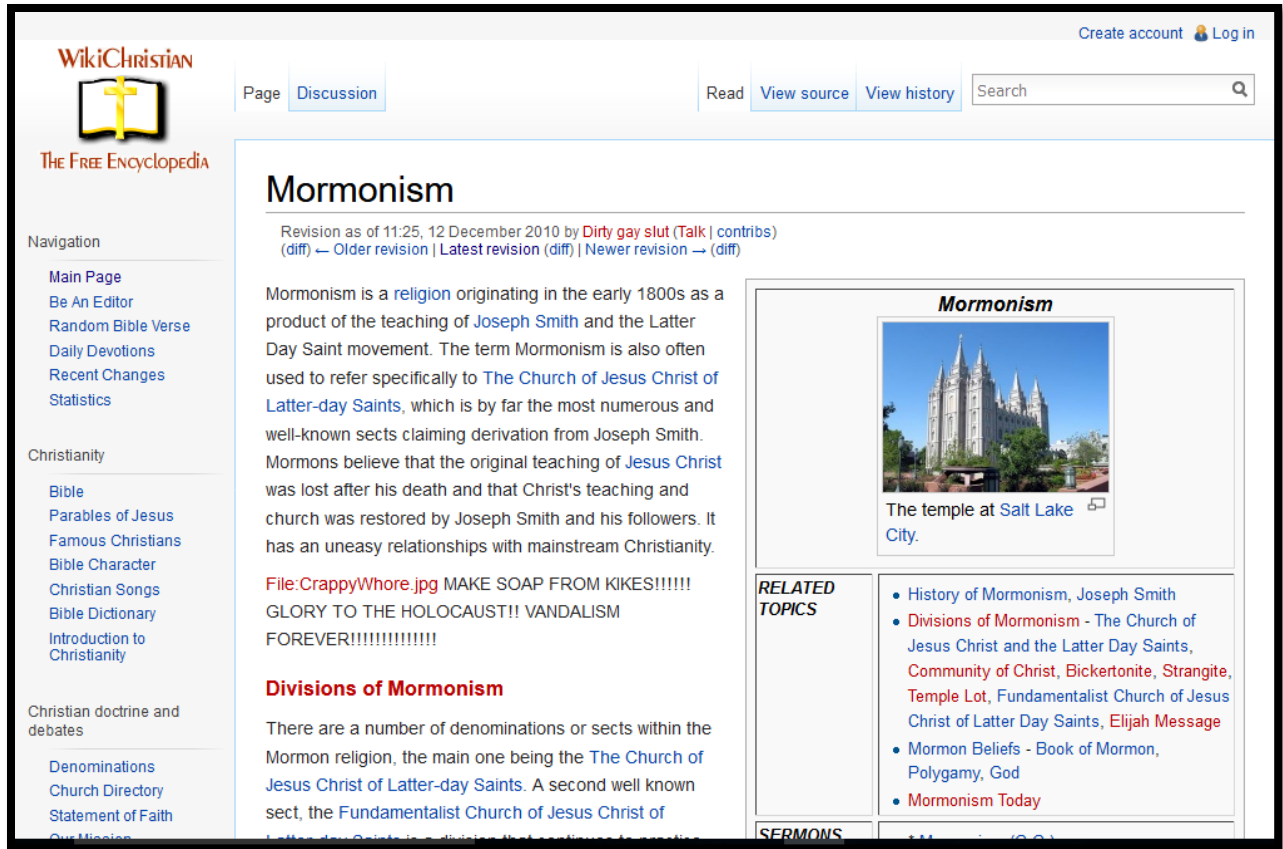 Create account Log in
WikiChristian
The Free Encyclopedia
Page Discussion Read View source View history Search
Navigation
Main Page
Be An Editor
Random Bible Verse
Daily Devotions
Recent Changes
Statistics
Christianity
Bible
Parables of Jesus
Famous Christians
Bible Character
Christian Songs
Bible Dictionary
Introduction to
Christianity
Christian doctrine and
debates
Denominations
Church Directory
Statement of Faith
Our Mission
Mormonism
Revision as of 11:25, 12 December 2010 by Dirty gay slut (Talk | contribs)
(diff) ← Older revision | Latest revision (diff) | Newer revision → (diff)
Mormonism is a religion originating in the early 1800s as a
product of the teaching of Joseph Smith and the Latter
Day Saint movement. The term Mormonism is also often
used to refer specifically to The Church of Jesus Christ of
Latter-day Saints, which is by far the most numerous and
well-known sects claiming derivation from Joseph Smith.
Mormons believe that the original teaching of Jesus Christ
was lost after his death and that Christ's teaching and
church was restored by Joseph Smith and his followers. It
has an uneasy relationships with mainstream Christianity.
File:CrappyWhore.jpg MAKE SOAP FROM KIKES!!!!!!
GLORY TO THE HOLOCAUST!! VANDALISM
FOREVER!!!!!!!!!!!!!!
Divisions of Mormonism
There are a number of denominations or sects within the
Mormon religion, the main one being the The Church of
Jesus Christ of Latter-day Saints. A second well known
sect, the Fundamentalist Church of Jesus Christ of
Latter-day Saints is a division that continues to practice
Mormonism
The temple at Salt Lake
City.
RELATED
TOPICS
• History of Mormonism, Joseph Smith
• Divisions of Mormonism - The Church of
Jesus Christ and the Latter Day Saints,
Community of Christ, Bickertonite, Strangite,
Temple Lot, Fundamentalist Church of Jesus
Christ of Latter Day Saints, Elijah Message
• Mormon Beliefs - Book of Mormon,
Polygamy, God
• Mormonism Today
SERMONS